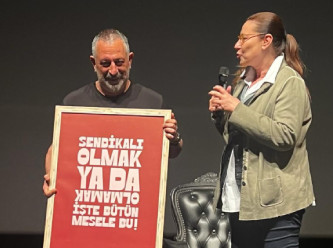 SENDİKALI
OLMAK
YA DA
OLMAMAK
İŞTE BÜTÜN
MESELE BU!